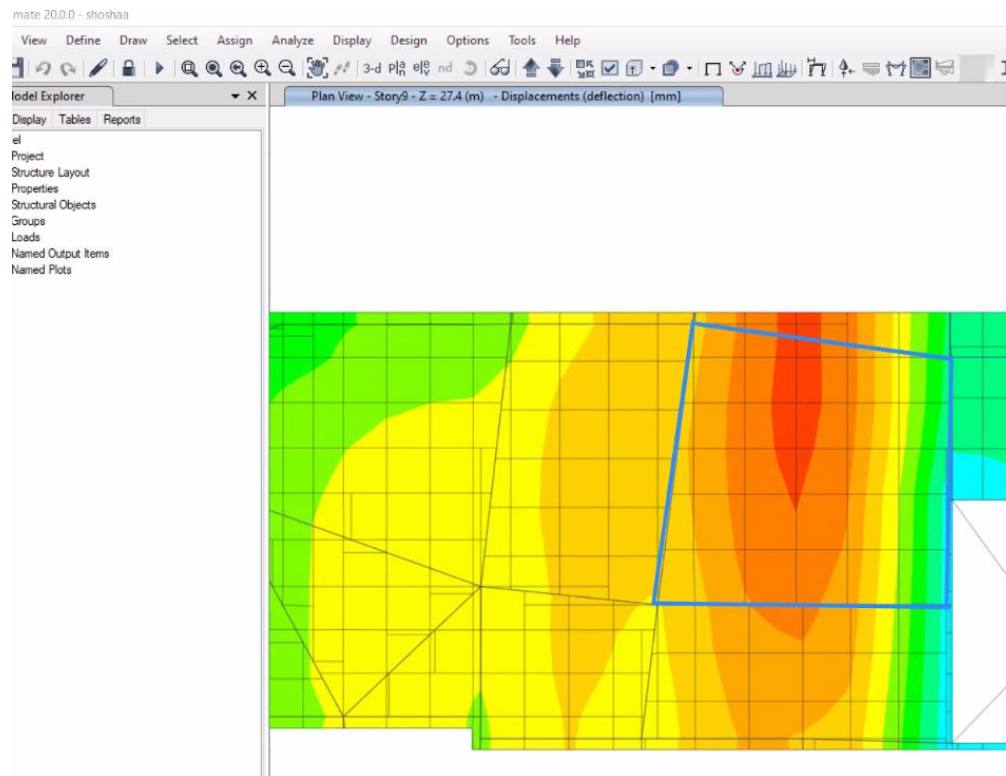 mate 20.0.0 - shoshaa
View Define Draw Select Assign Analyze Display Design Options Tools Help
3-d nd
Model Explorer
Plan View - Story9 - Z = 27.4 (m) - Displacements (deflection) [mm]
Display Tables Reports
el
Project
Structure Layout
Properties
Structural Objects
Groups
Loads
Named Output Items
Named Plots